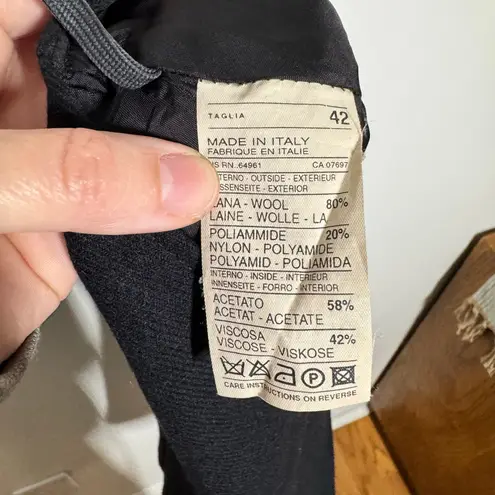 TAGLIA 42
MADE IN ITALY
FABRIQUE EN ITALIE
RN. 64961 CA 07697
- OUTSIDE - EXTERIEUR
- EXTERIOR
LANA - WOOL 80%
LAINE - WOLLE - LA
POLIAMMIDE 20%
NYLON - POLYAMIDE
POLYAMID - POLIAMIDA
INTERNO - INSIDE - INTERIEUR
INNENSEITE - FORRO - INTERIOR
ACETATO 58%
ACETAT - ACETATE
VISCOSA 42%
VISCOSE - VISKOSE
A P
CARE INSTRUCTIONS ON REVERSE